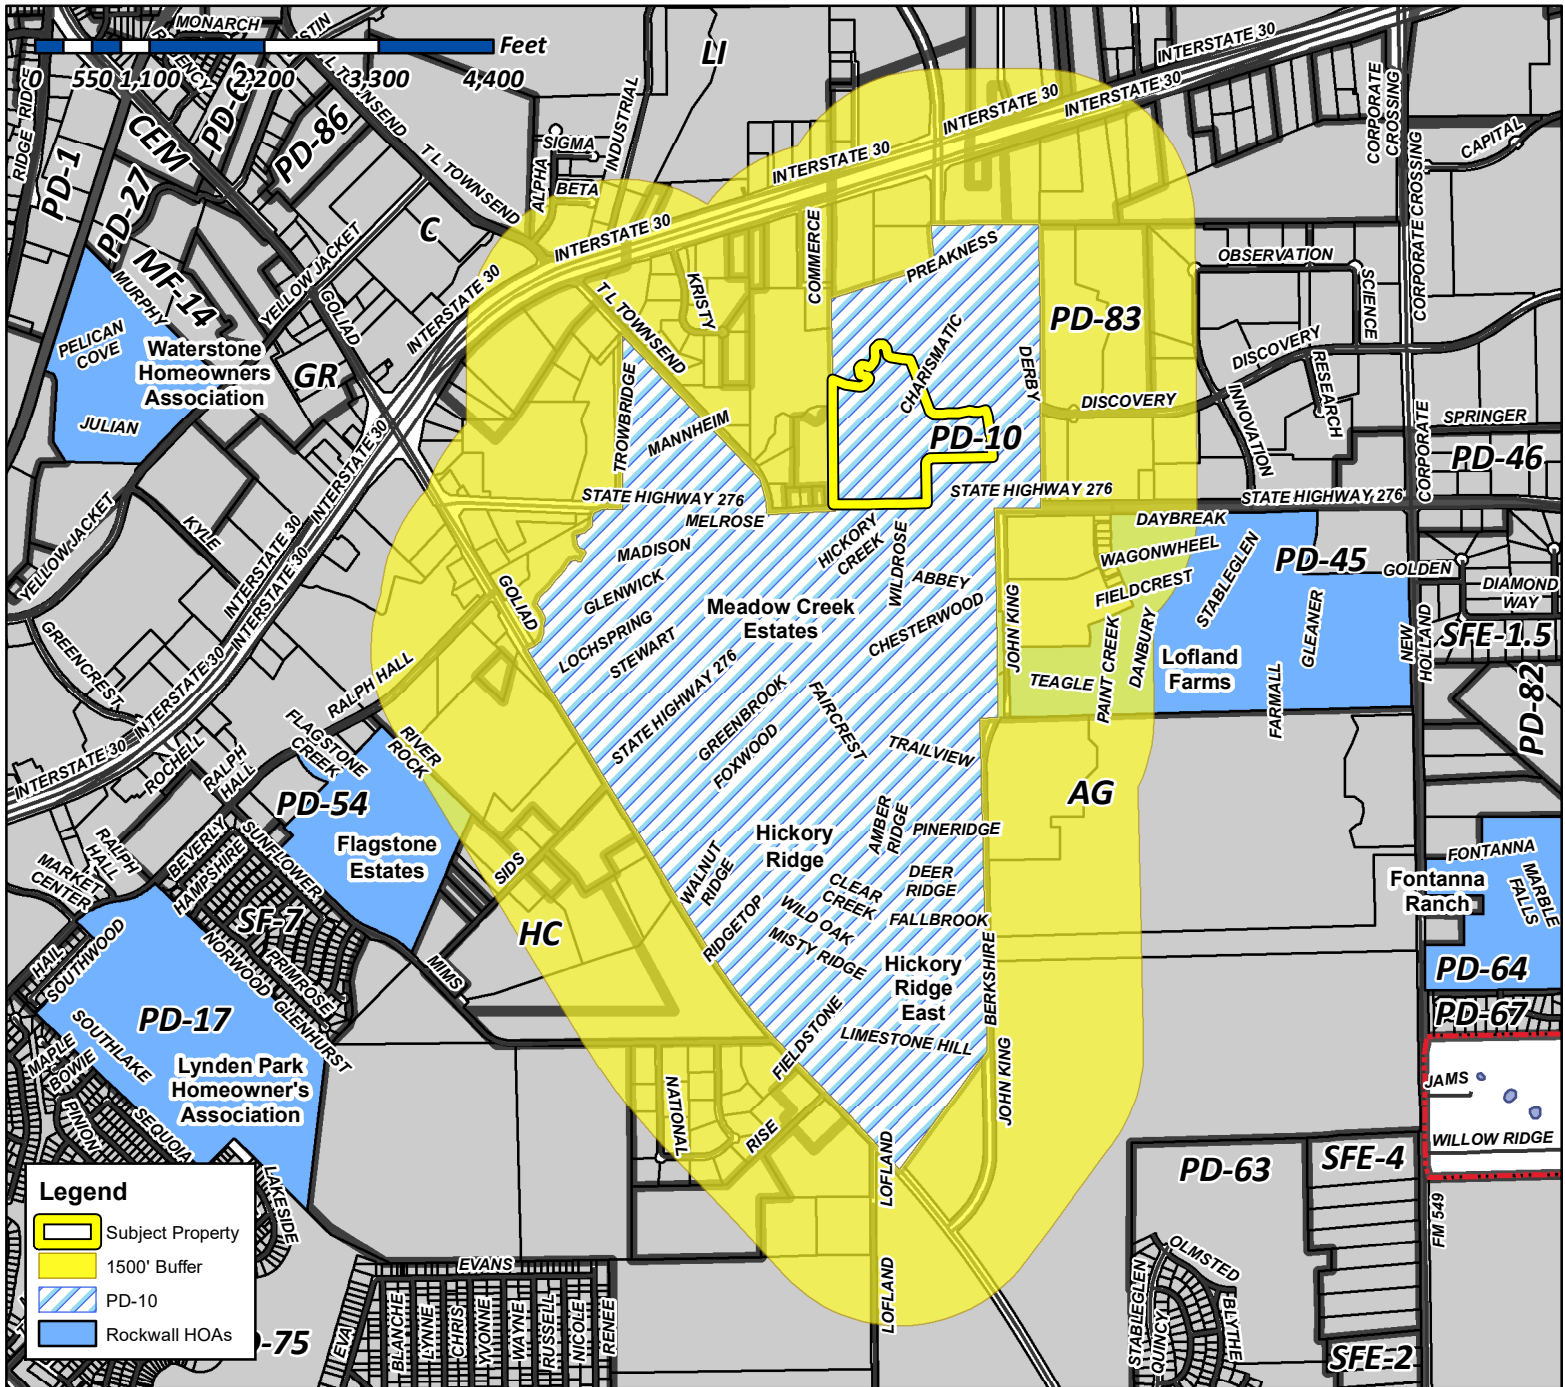 MONARCH
Feet
0 550 1,100 2,200 3,300 4,400
RIDGE
T L TOWNSEND
PD-86
CEM
PD-1
PD-27
MF-14
C
LI
T L TOWNSEND
SIGMA
ALPHA
BETA
INDUSTRIAL
INTERSTATE 30
INTERSTATE 30
INTERSTATE 30
INTERSTATE 30
INTERSTATE 30
CORPORATE
CROSSING
CORPORATE CROSSING
CAPITAL
MURPHY
YELLOW JACKET
GOLIAD
INTERSTATE 30
COMMERCE
KRISTY
T L TOWNSEND
PREAKNESS
CHARISMATIC
DERBY
PD-83
OBSERVATION
SCIENCE
DISCOVERY
RESEARCH
DISCOVERY
INNOVATION
SPRINGER
PD-46
CORPORATE
PELICAN
COVE
JULIAN
Waterstone
Homeowners
Association
GR
TROWBRIDGE
MANNHEIM
PD-10
STATE HIGHWAY 276
STATE HIGHWAY 276
STATE HIGHWAY 276
MELROSE
MADISON
GLENWICK
LOCHSPRING
STEWART
STATE HIGHWAY 276
HICKORY
CREEK
WILDROSE
ABBEY
CHESTERWOOD
Meadow Creek
Estates
JOHN KING
DAYBREAK
WAGONWHEEL
FIELDCREST
STABLEGLEN
PD-45
GOLDEN
DIAMOND
WAY
GLEANER
SFE-1.5
NEW
HOLLAND
PD-82
TEAGLE
PAINT CREEK
DANBURY
Lofland
Farms
FARMALL
YELLOW JACKET
KYLE
GREENCREST
INTERSTATE 30
INTERSTATE 30
INTERSTATE 30
INTERSTATE 30
INTERSTATE 30
INTERSTATE 30
INTERSTATE 30
GOLIAD
RALPH HALL
FLAGSTONE
CREEK
RIVER
ROCK
ROCHELL
RALPH
HALL
GREENBROOK
FOXWOOD
FAIRCREST
TRAILVIEW
AG
PD-54
Flagstone
Estates
Hickory
Ridge
AMBER
RIDGE
PINERIDGE
DEER
RIDGE
CLEAR
CREEK
FALLBROOK
WALNUT
RIDGE
RIDGETOP
WILD OAK
MISTY RIDGE
Hickory
Ridge
East
BERKSHIRE
LIMESTONE HILL
FIELDSTONE
JOHN KING
FONTANNA
Fontanna
Ranch
MARBLE
FALLS
PD-64
PD-67
JAMS
WILLOW RIDGE
RALPH
HALL
BEVERLY
HAMPSHIRE
SUNFLOWER
MARKET
CENTER
HAIL
SOUTHWOOD
SF-7
NORWOOD
PRIMROSE
GLENHURST
SIDS
MIMS
HC
PD-17
Lynden Park
Homeowner's
Association
SOUTHLAKE
MAPLE
BOWIE
PINION
SEQUOIA
LAKESIDE
NATIONAL
RISE
LOFLAND
LOFLAND
PD-63
SFE-4
FM 549
OLMSTED
STABLEGLEN
QUINCY
BLYTHE
SFE-2
EVANS
EVA
BLANCHE
LYNNE
CHRIS
YVONNE
WAYNE
RUSSELL
NICOLE
RENEE
-75
Legend
Subject Property
1500' Buffer
PD-10
Rockwall HOAs